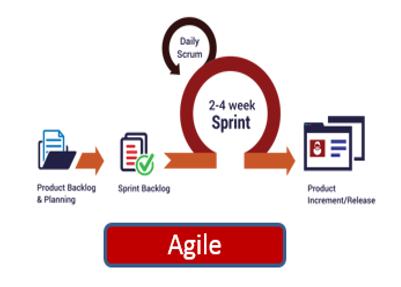 Daily
Scrum
2-4 week
Sprint
Product Backlog
& Planning
Sprint Backlog
Product
Increment/Release
Agile